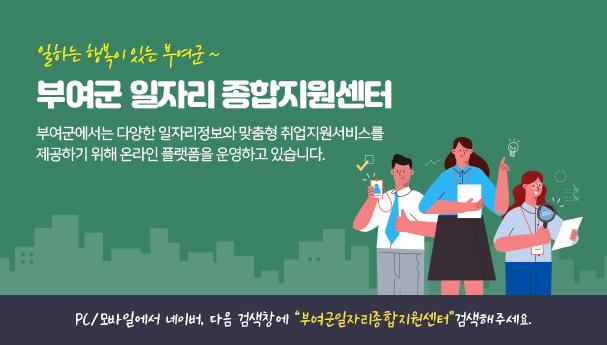 일하는 행복이 있는 부여군 ~
부여군 일자리 종합지원센터
부여군에서는 다양한 일자리정보와 맞춤형 취업지원서비스를
제공하기 위해 온라인 플랫폼을 운영하고 있습니다.
PC/모바일에서 네이버, 다음 검색창에 “부여군일자리종합지원센터”검색해주세요.